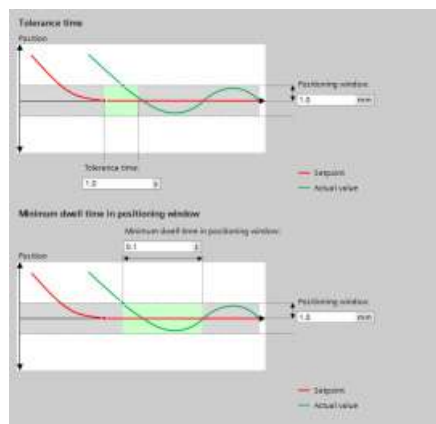 Tolerance time
Position
Positioning window:
1.0 mm
Tolerance time:
1.0 s
Setpoint
Actual value
Minimum dwell time in positioning window
Minimum dwell time in positioning window:
0.1 s
Position
Positioning window:
1.0 mm
Setpoint
Actual value